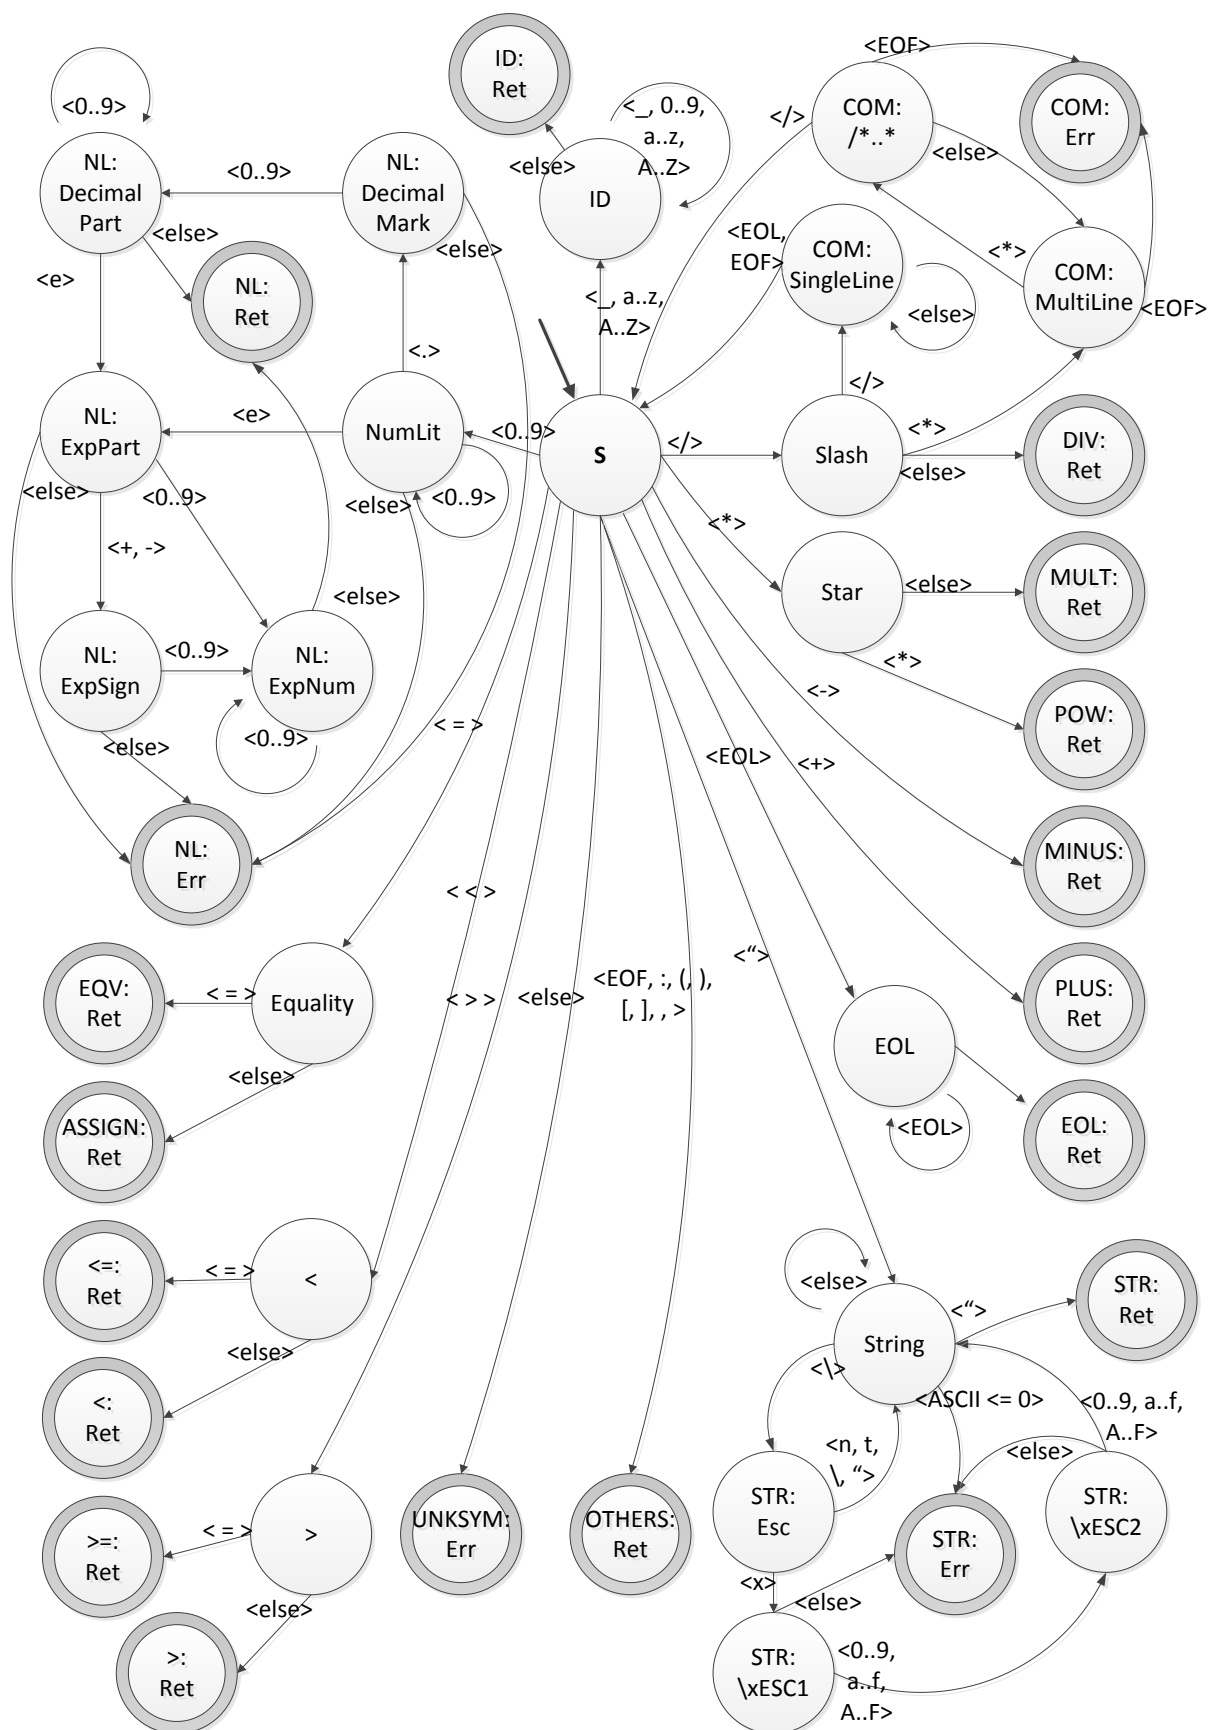 <EOF>
ID:
Ret
<0..9>
<_, 0..9,
a..z,
A..Z>
COM:
/*..*
COM:
Err
</>
<else>
NL:
Decimal
Part
<0..9>
NL:
Decimal
Mark
<else>
ID
<else>
<else>
<EOL,
EOF>
COM:
SingleLine
<*>
COM:
MultiLine
<e>
NL:
Ret
<_, a..z,
A..Z>
<else>
<EOF>
<.>
</>
NL:
ExpPart
<e>
NumLit
<0..9>
S
</>
Slash
<*>
<else>
DIV:
Ret
<else>
<0..9>
<else>
<0..9>
<*>
<+, ->
<else>
Star
<else>
MULT:
Ret
NL:
ExpSign
<0..9>
NL:
ExpNum
<*>
<->
POW:
Ret
<else>
<0..9>
< = >
<EOL>
<+>
NL:
Err
MINUS:
Ret
< < >
<“>
EQV:
Ret
< = >
Equality
< > >
<else>
<EOF, :, (, ),
[, ], , >
PLUS:
Ret
EOL
<else>
ASSIGN:
Ret
<EOL>
EOL:
Ret
<=:
Ret
< = >
<
<else>
<“>
STR:
Ret
<else>
String
<\>
<:
Ret
<ASCII <= 0>
<0..9, a..f,
A..F>
<n, t,
\, “>
<else>
>=:
Ret
< = >
>
UNKSYM:
Err
OTHERS:
Ret
STR:
Esc
STR:
Err
STR:
\xESC2
<x>
<else>
<else>
>:
Ret
STR:
\xESC1
<0..9,
a..f,
A..F>